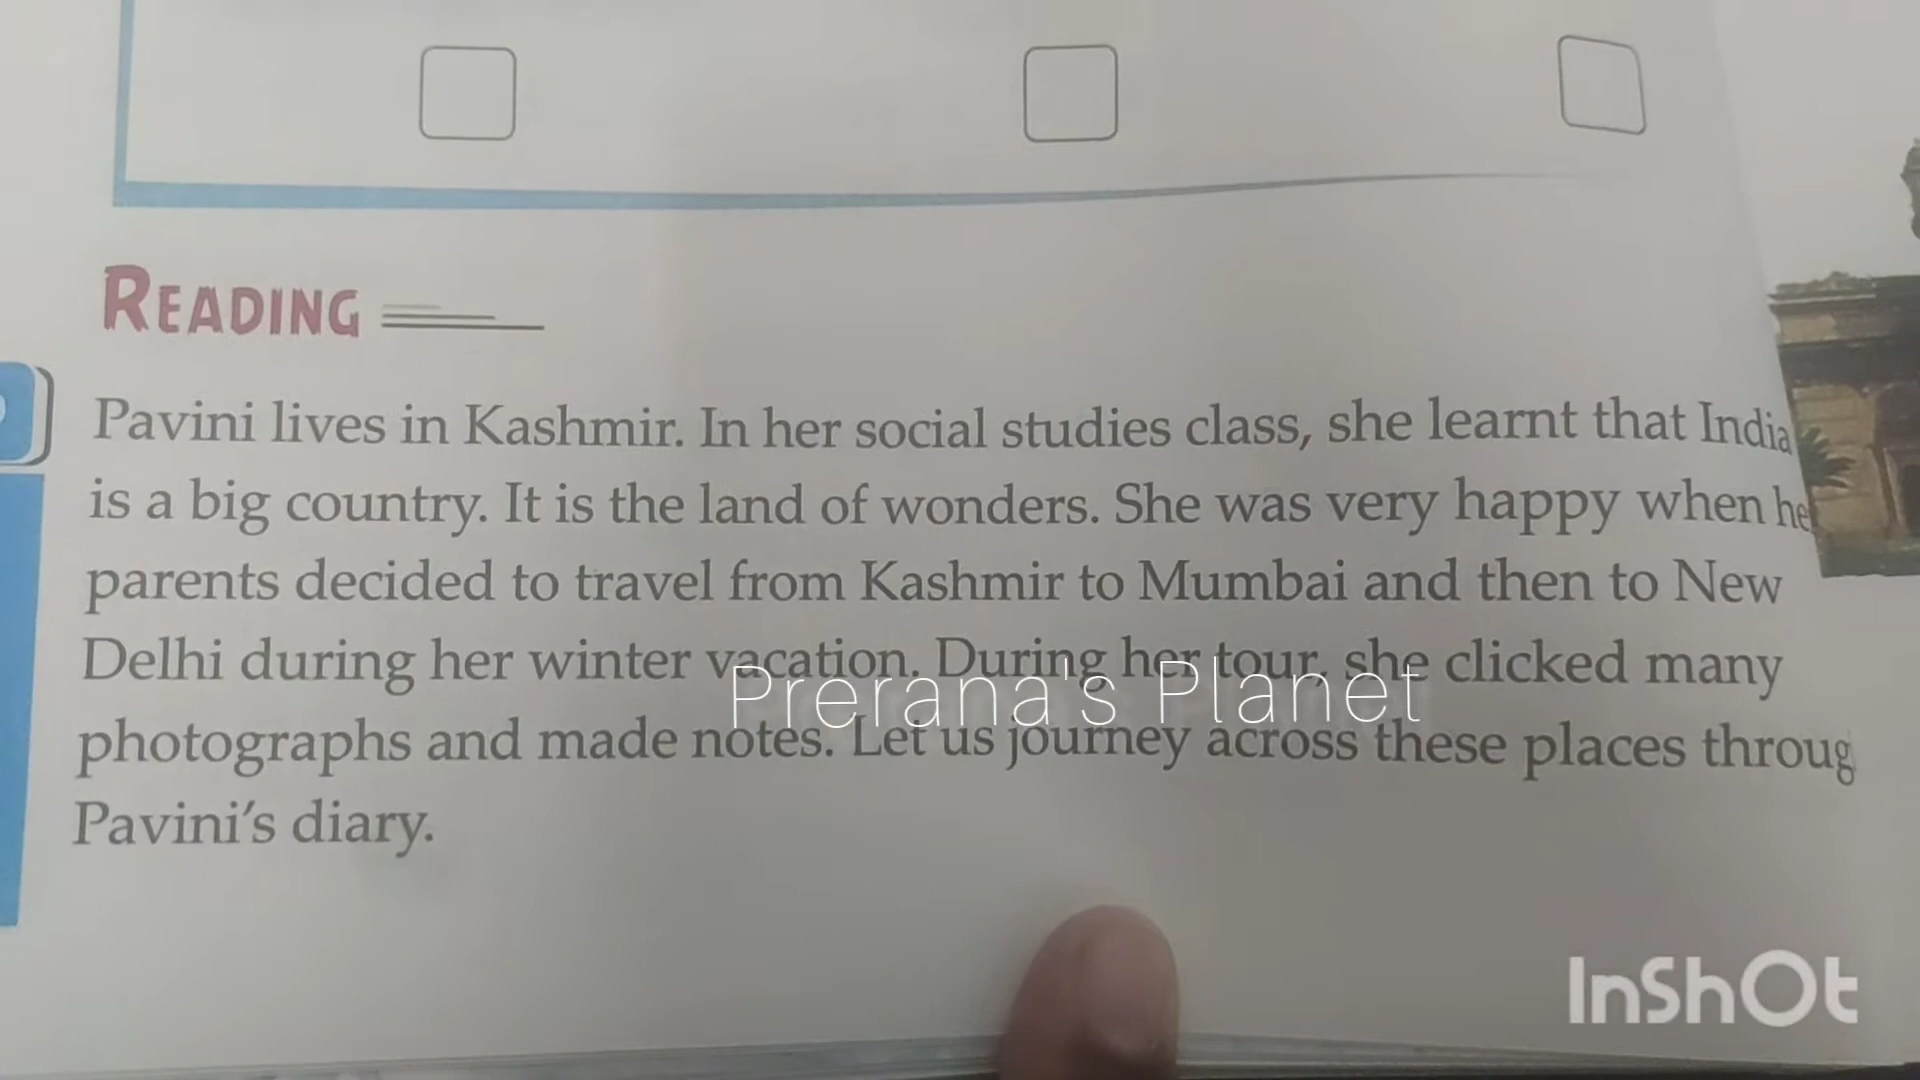 READING
Pavini lives in Kashmir. In her social studies class, she learnt that India
is a big country. It is the land of wonders. She was very happy when he
parents decided to travel from Kashmir to Mumbai and then to New
Delhi during her winter vacation. During her tour, she clicked many
Prerana's Planet
photographs and made notes. Let us journey across these places throug
Pavini's diary.
InShOt